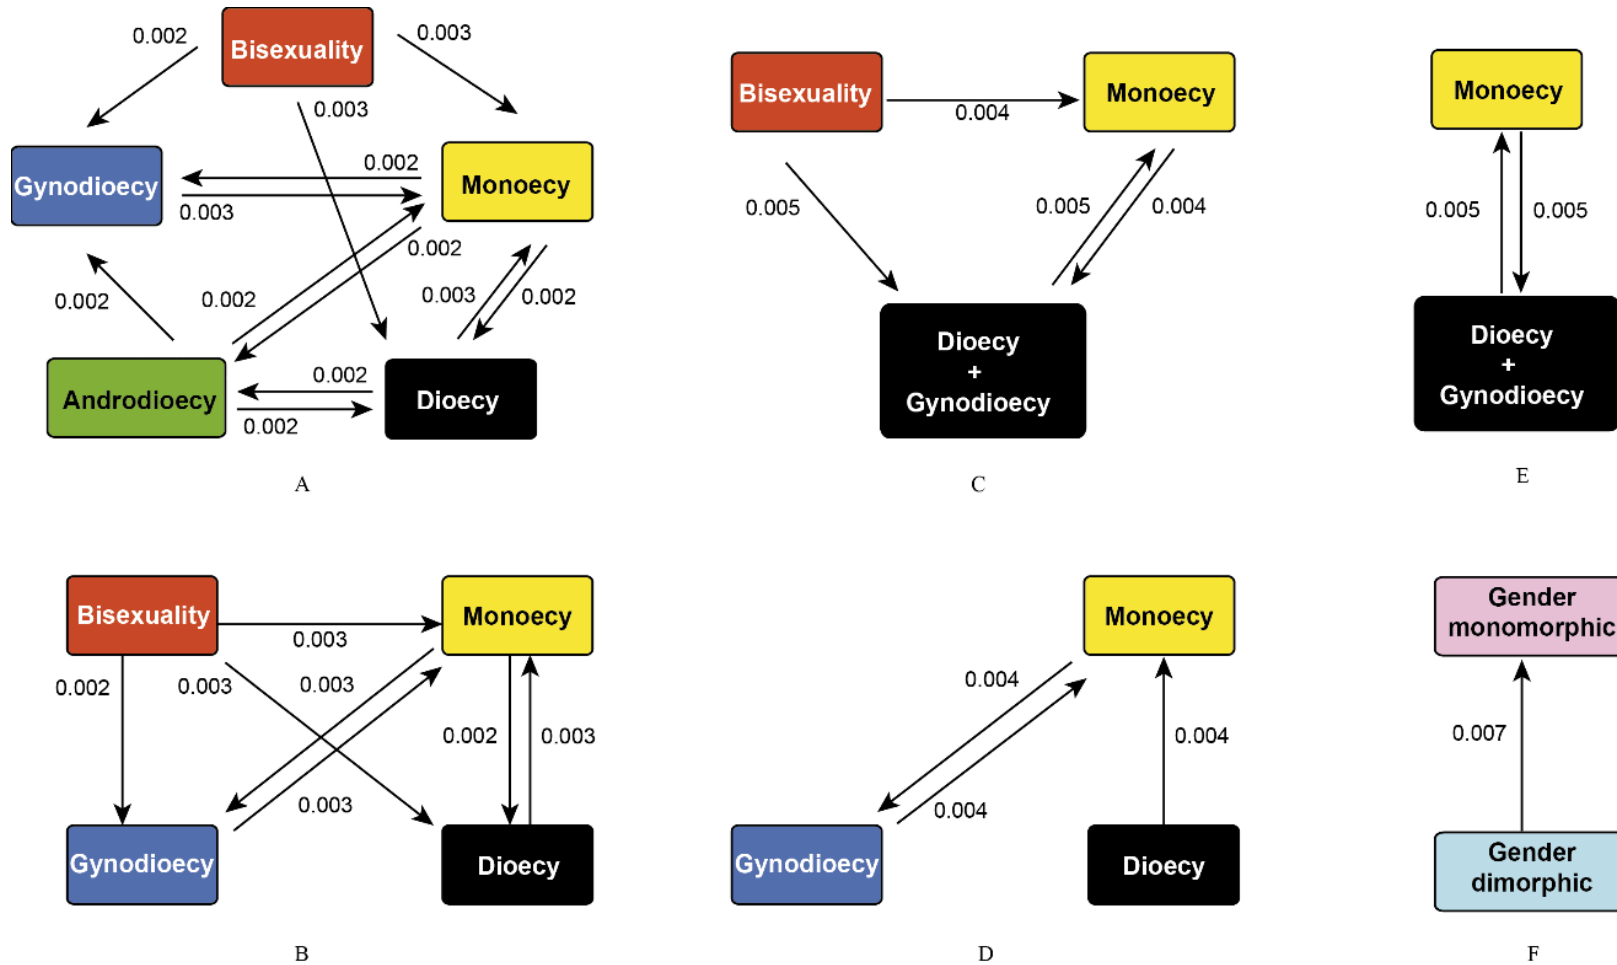 0.002
Bisexuality
0.003
0.003
Gynodioecy
0.002
0.003
Monoecy
0.002
0.002
0.002
0.003
0.002
Androdioecy
0.002
0.002
Dioecy
A
Bisexuality
0.004
Monoecy
0.005
0.005
0.004
Dioecy
+
Gynodioecy
C
Monoecy
0.005
0.005
Dioecy
+
Gynodioecy
E
Bisexuality
0.003
Monoecy
0.002
0.003
0.003
0.002
0.003
0.003
Gynodioecy
Dioecy
B
Monoecy
0.004
0.004
0.004
Gynodioecy
Dioecy
D
Gender
monomorphic
0.007
Gender
dimorphic
F